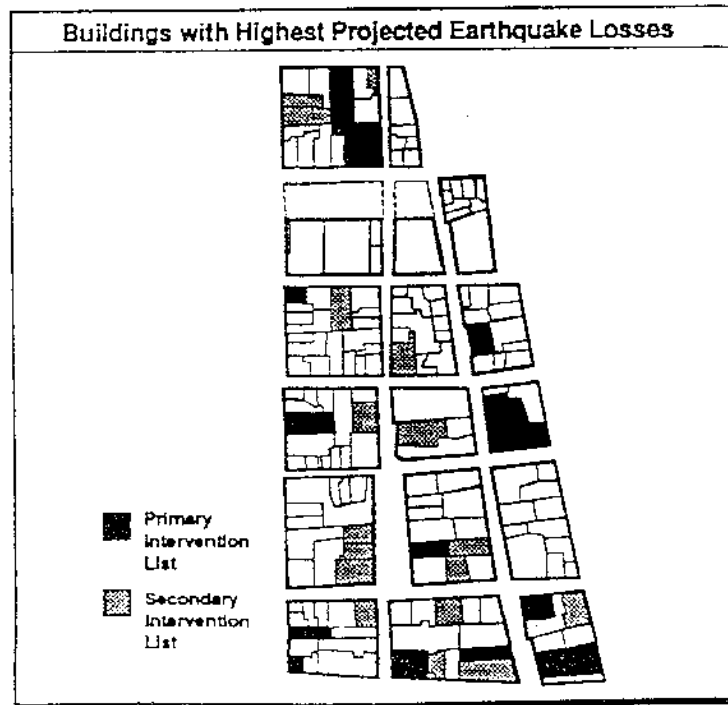 Buildings with Highest Projected Earthquake Losses
Primary
Intervention
List
Secondary
Intervention
List